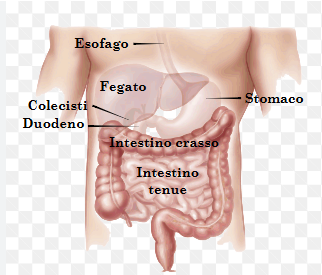 Esofago
Fegato
Stomaco
Colecisti
Duodeno
Intestino crasso
Intestino
tenue